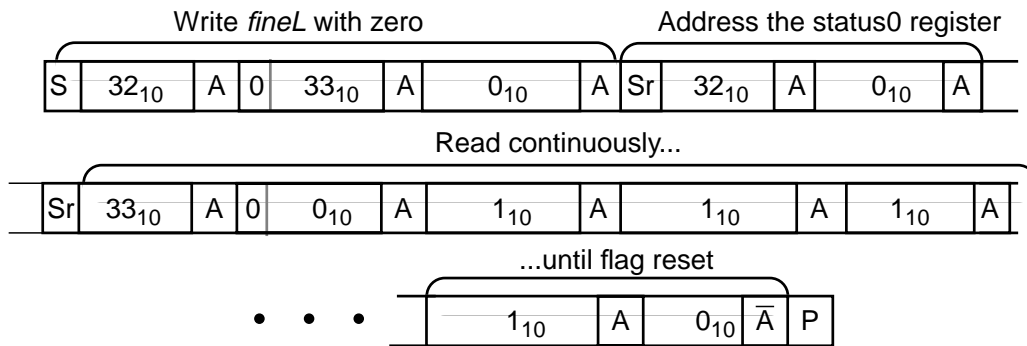 Write fineL with zero Address the status0 register
S 32₁₀ A 0 33₁₀ A 0₁₀ A Sr 32₁₀ A 0₁₀ A
Read continuously...
Sr 33₁₀ A 0 0₁₀ A 1₁₀ A 1₁₀ A 1₁₀ A
...until flag reset
• • • 1₁₀ A 0₁₀ A̅ P